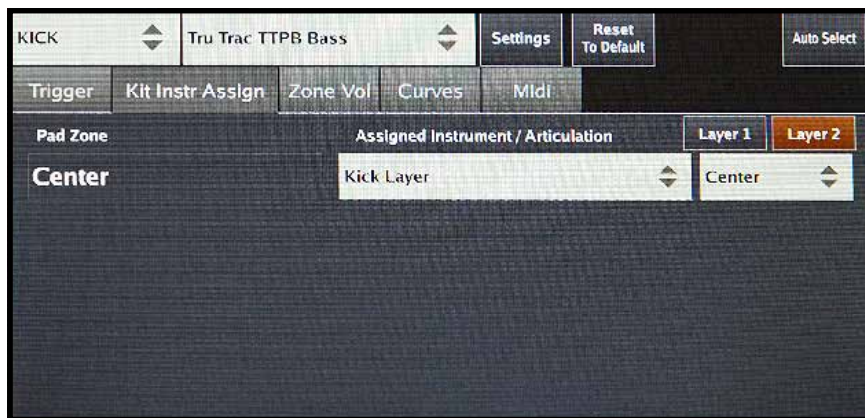 KICK
Tru Trac TTPB Bass
Settings
Reset
To Default
Auto Select
Trigger
Kit Instr Assign
Zone Vol
Curves
Midi
Pad Zone
Assigned Instrument / Articulation
Layer 1
Layer 2
Center
Kick Layer
Center